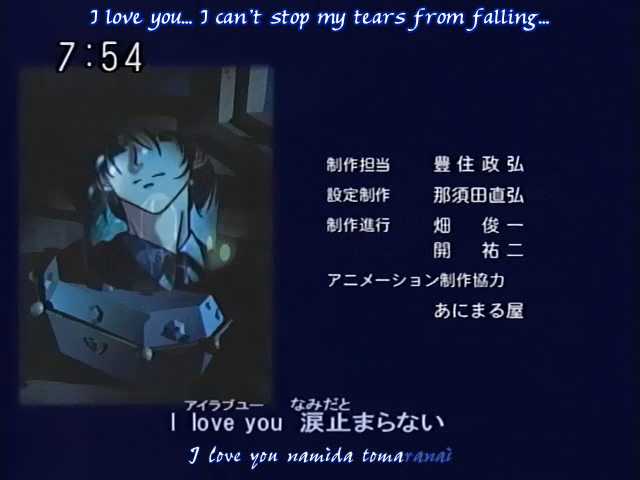 I love you... I can't stop my tears from falling...
7:54
制作担当 豊住政弘
設定制作 那須田直弘
制作進行 畑 俊一
開 祐二
アニメーション制作協力
あにまる屋
アイラブユー なみだと
I love you 涙止まらない
I love you namida tomaranai